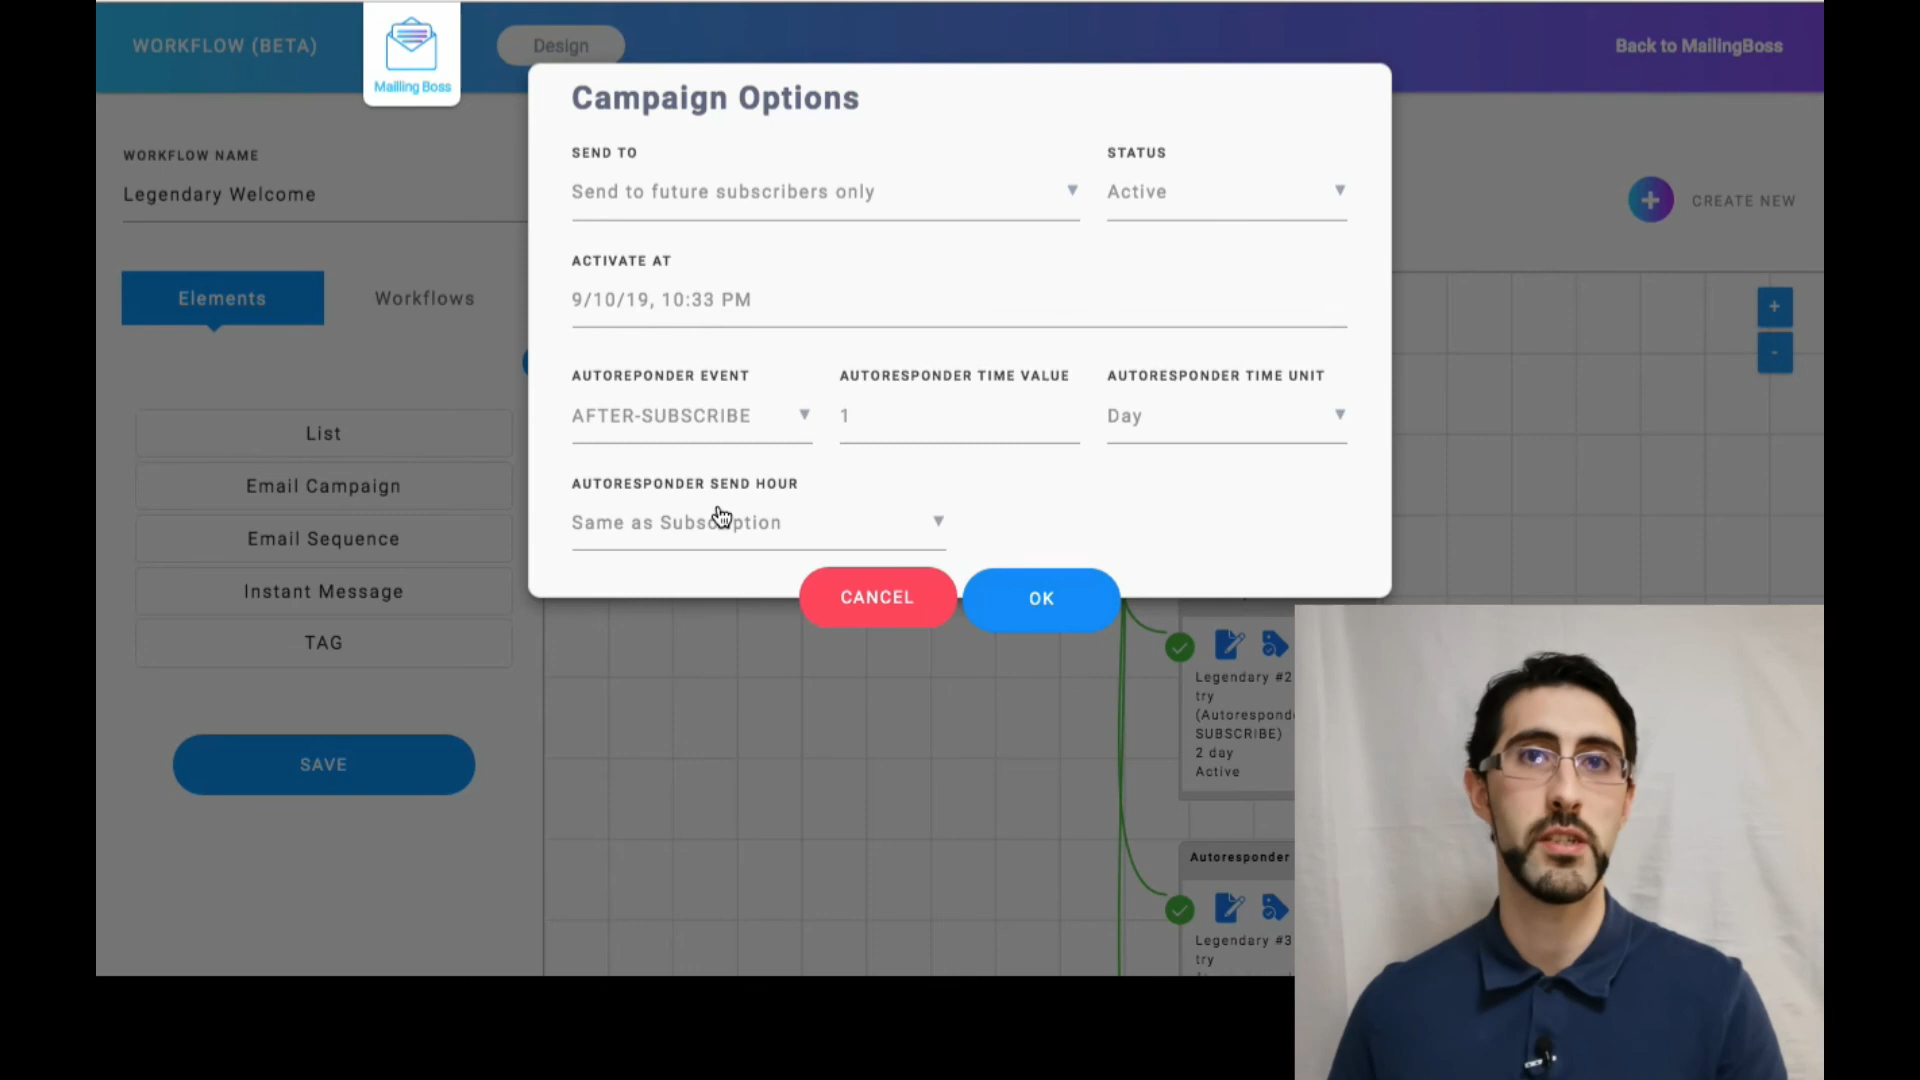 WORKFLOW (BETA)
Mailling Boss
Design
Back to MailingBoss
WORKFLOW NAME
Legendary Welcome
CREATE NEW
Elements
Workflows
List
Email Campaign
Email Sequence
Instant Message
TAG
SAVE
Campaign Options
SEND TO
STATUS
Send to future subscribers only
Active
ACTIVATE AT
9/10/19, 10:33 PM
AUTOREPONDER EVENT
AUTORESPONDER TIME VALUE
AUTORESPONDER TIME UNIT
AFTER-SUBSCRIBE
1
Day
AUTORESPONDER SEND HOUR
Same as Subscription
CANCEL
OK
+
-
Legendary #2
try
(Autoresponde
SUBSCRIBE)
2 day
Active
Autoresponder
Legendary #3
try